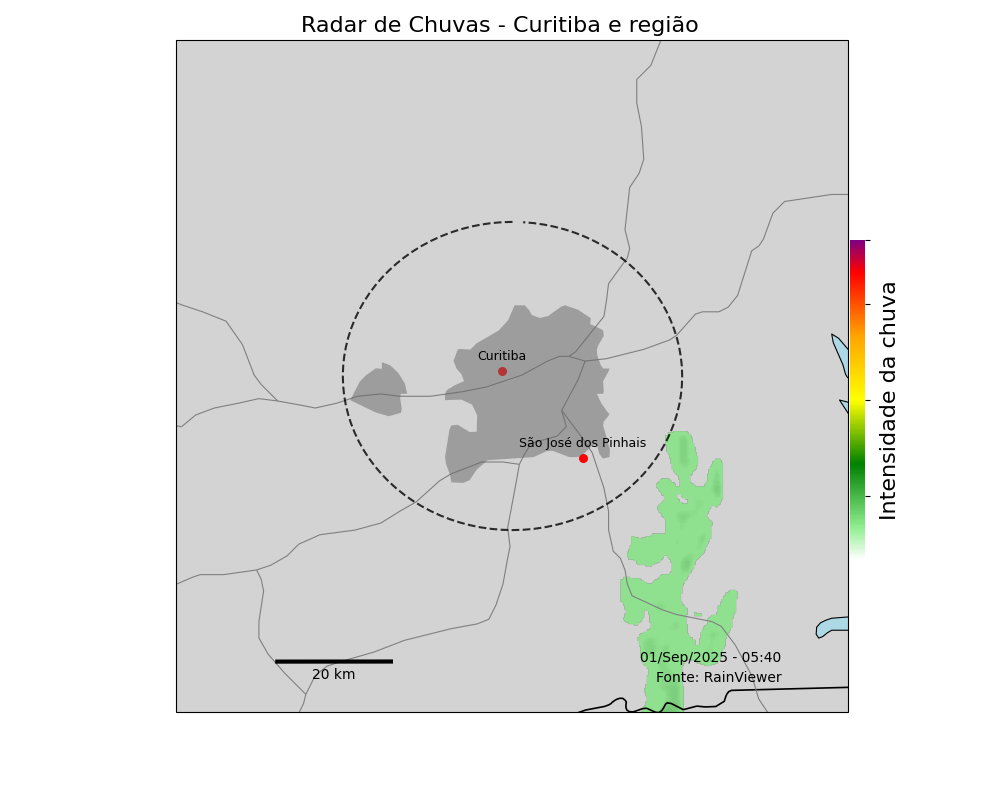 Radar de Chuvas - Curitiba e região
Curitiba
São José dos Pinhais
Intensidade da chuva
01/Sep/2025 - 05:40
Fonte: RainViewer
20 km